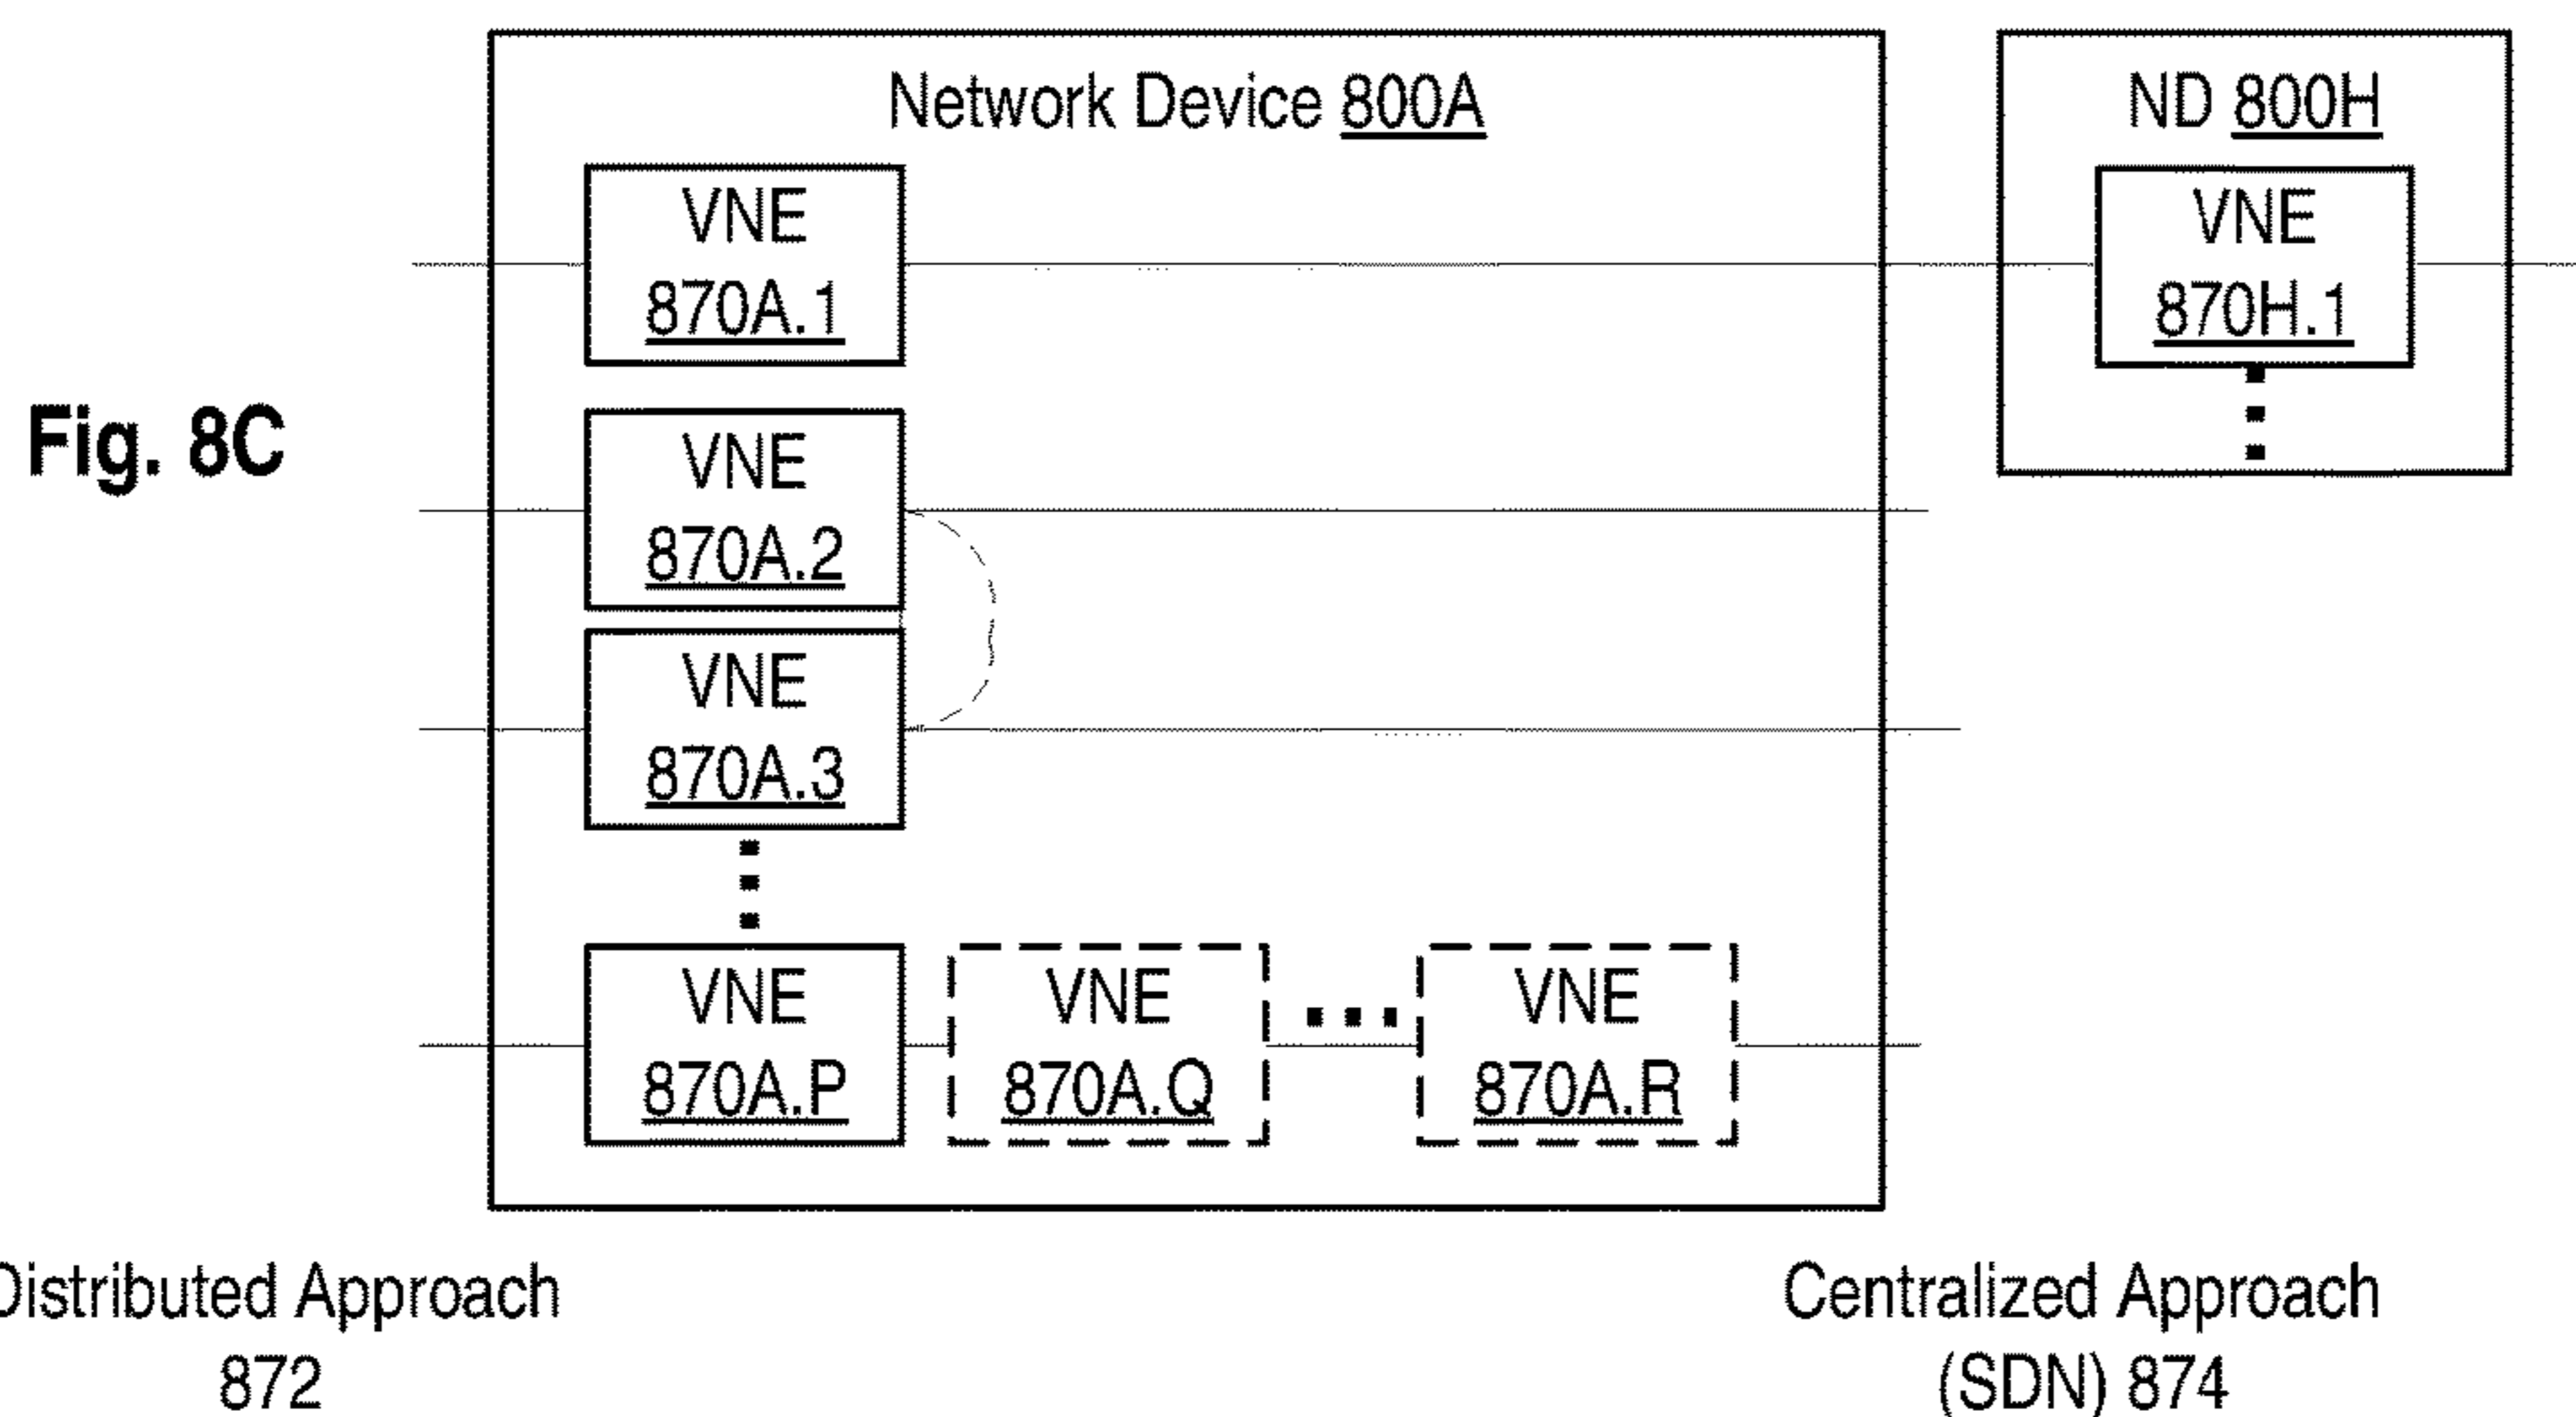 Network Device 800A
ND 800H
VNE
870A.1
VNE
870H.1
Fig. 8C
VNE
870A.2
VNE
870A.3
VNE
870A.P
VNE
870A.Q
VNE
870A.R
Distributed Approach
872
Centralized Approach
(SDN) 874